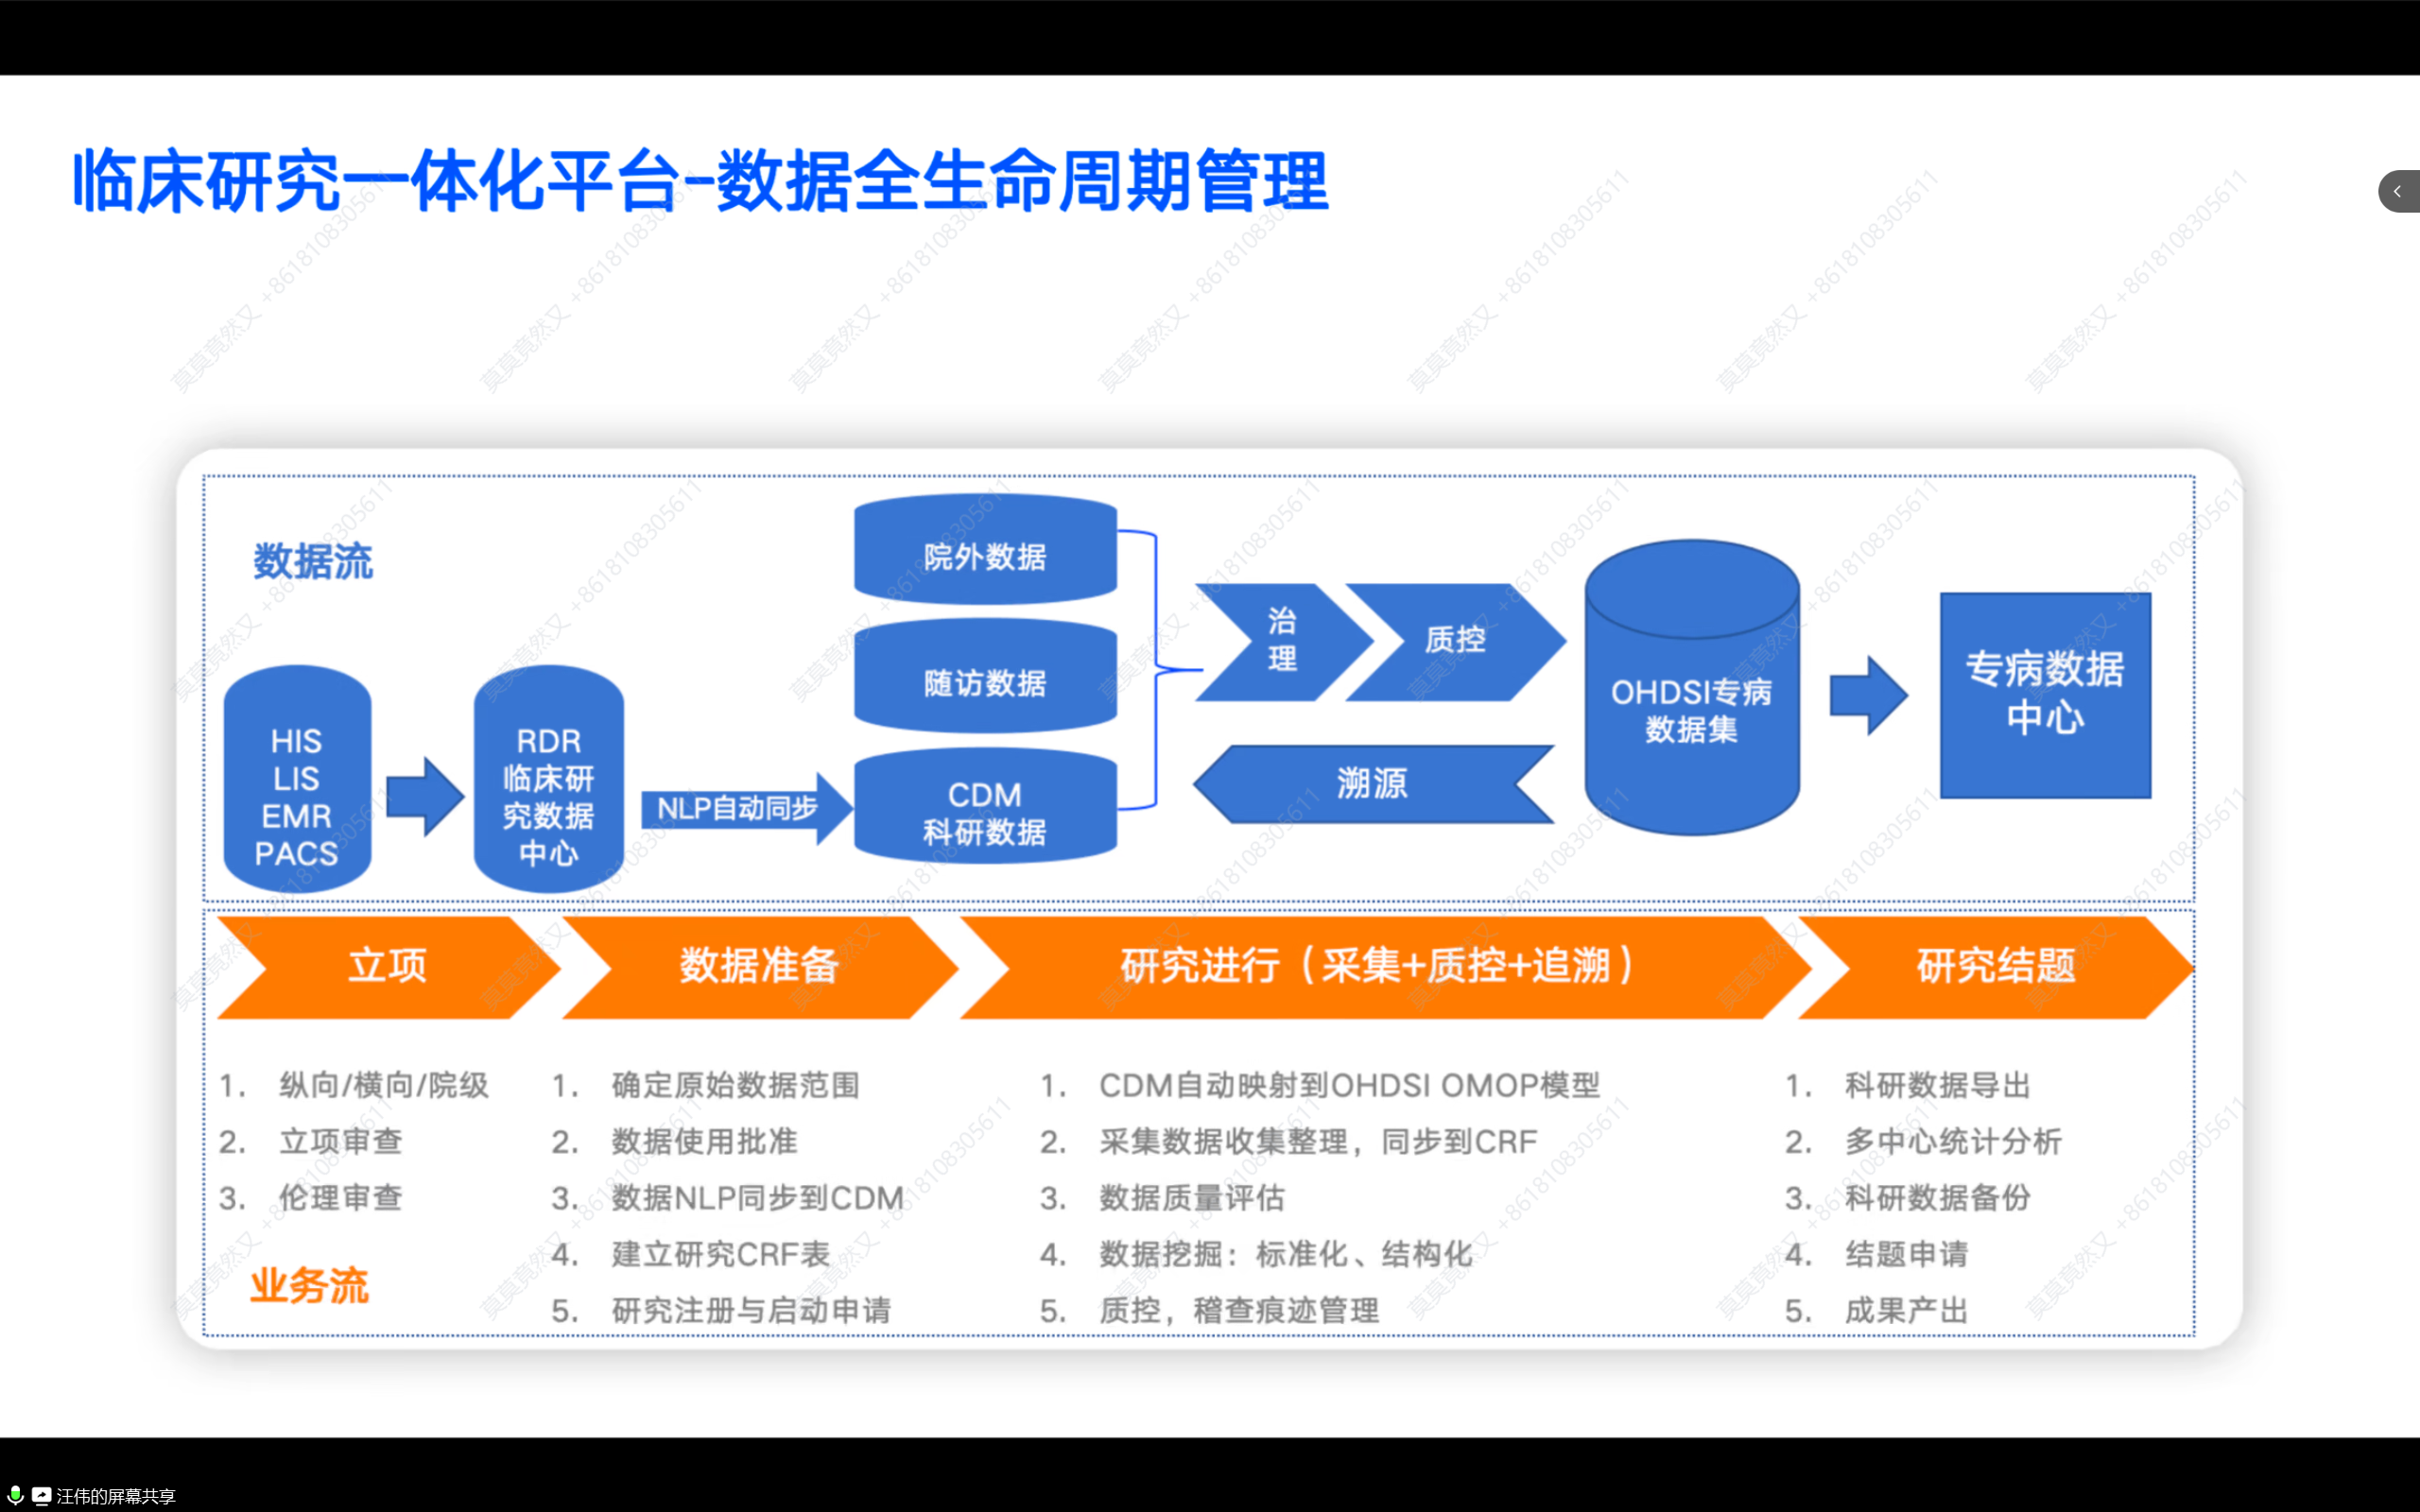 临床研究一体化平台-数据全生命周期管理
数据流
HIS
LIS
EMR
PACS
RDR
临床研
究数据
中心
NLP自动同步
院外数据
随访数据
CDM
科研数据
治
理
质控
溯源
OHDSI专病
数据集
专病数据
中心
立项
数据准备
研究进行（采集+质控+追溯）
研究结题
1. 纵向/横向/院级
2. 立项审查
3. 伦理审查
业务流
1. 确定原始数据范围
2. 数据使用批准
3. 数据NLP同步到CDM
4. 建立研究CRF表
5. 研究注册与启动申请
1. CDM自动映射到OHDSI OMOP模型
2. 采集数据收集整理，同步到CRF
3. 数据质量评估
4. 数据挖掘：标准化、结构化
5. 质控，稽查痕迹管理
1. 科研数据导出
2. 多中心统计分析
3. 科研数据备份
4. 结题申请
5. 成果产出
莫莫竟然又 +8618108305611
汪伟的屏幕共享